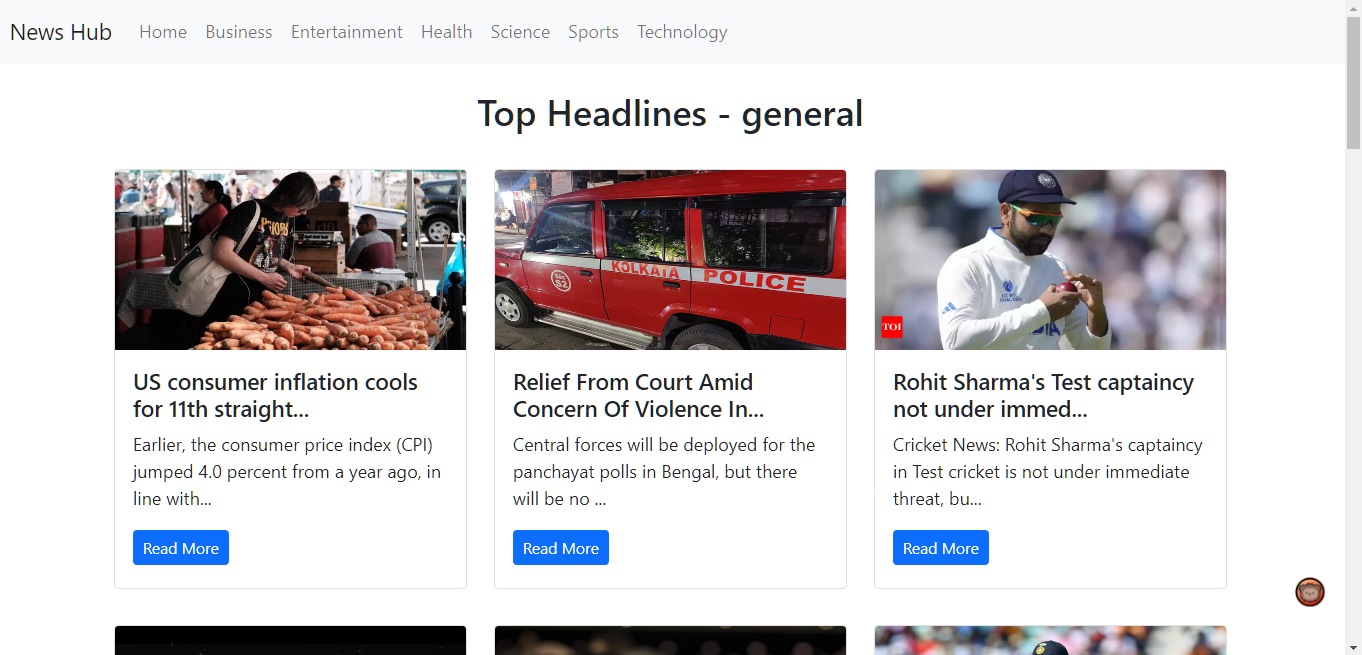 News Hub Home Business Entertainment Health Science Sports Technology
Top Headlines - general
KOLKATA POLICE
S2
TOI
US consumer inflation cools
for 11th straight...
Earlier, the consumer price index (CPI)
jumped 4.0 percent from a year ago, in
line with...
Read More
Relief From Court Amid
Concern Of Violence In...
Central forces will be deployed for the
panchayat polls in Bengal, but there
will be no ...
Read More
Rohit Sharma's Test captaincy
not under immed...
Cricket News: Rohit Sharma's captaincy
in Test cricket is not under immediate
threat, bu...
Read More